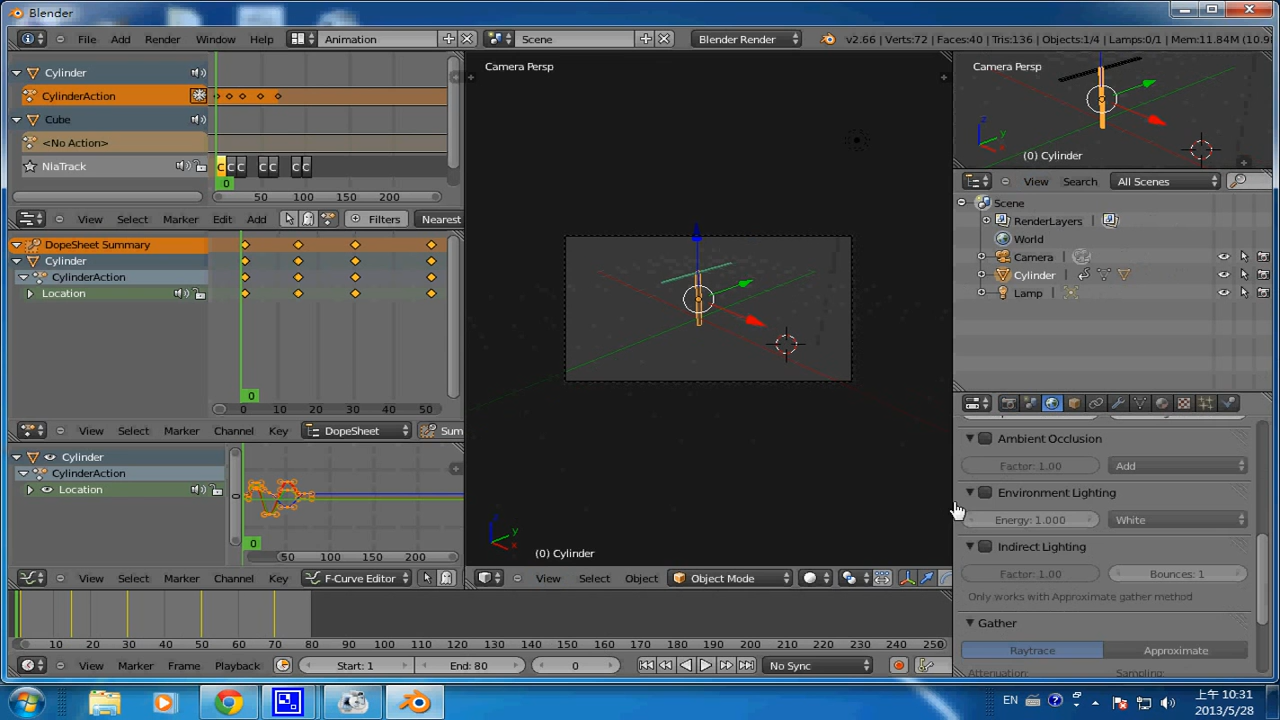 Blender
File Add Render Window Help Animation Scene Blender Render v2.66 | Verts:72 | Faces:40 | Tris:136 | Objects:1/4 | Lamps:0/1 | Mem:11.84M (10.9
Cylinder
CylinderAction
Cube
<No Action>
NlaTrack
0
0 50 100 150 200
View Select Marker Edit Add Filters Nearest
DopeSheet Summary
Cylinder
CylinderAction
Location
0
0 10 20 30 40 50
View Select Marker Channel Key DopeSheet Sum
Cylinder
CylinderAction
Location
0
50 100 150 200
View Select Marker Channel Key F-Curve Editor
Camera Persp
z
y
x
(0) Cylinder
View Select Object Object Mode
Camera Persp
z
y
x
(0) Cylinder
View Search All Scenes
Scene
RenderLayers
World
Camera
Cylinder
Lamp
Ambient Occlusion
Factor: 1.00 Add
Environment Lighting
Energy: 1.000 White
Indirect Lighting
Factor: 1.00 Bounces: 1
Only works with Approximate gather method
Gather
Raytrace Approximate
Attenuation: Sampling:
10 20 30 40 50 60 70 80 90 100 110 120 130 140 150 160 170 180 190 200 210 220 230 240 250
View Marker Frame Playback Start: 1 End: 80 0 No Sync
EN
上午 10:31
2013/5/28